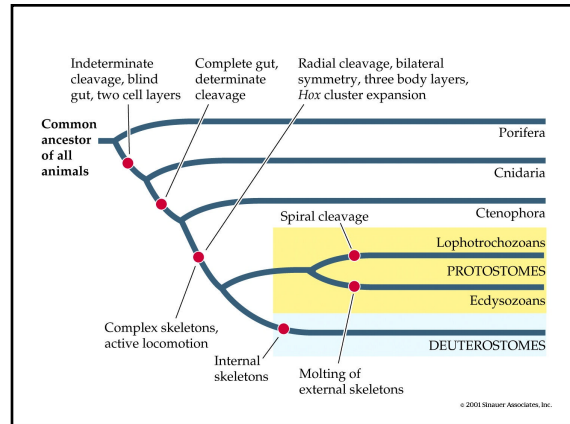 Indeterminate
cleavage, blind
gut, two cell layers
Complete gut,
determinate
cleavage
Radial cleavage, bilateral
symmetry, three body layers,
Hox cluster expansion
Common
ancestor
of all
animals
Porifera
Cnidaria
Ctenophora
Spiral cleavage
Lophotrochozoans
PROTOSTOMES
Ecdysozoans
Complex skeletons,
active locomotion
DEUTEROSTOMES
Internal
skeletons
Molting of
external skeletons
© 2001 Sinauer Associates, Inc.